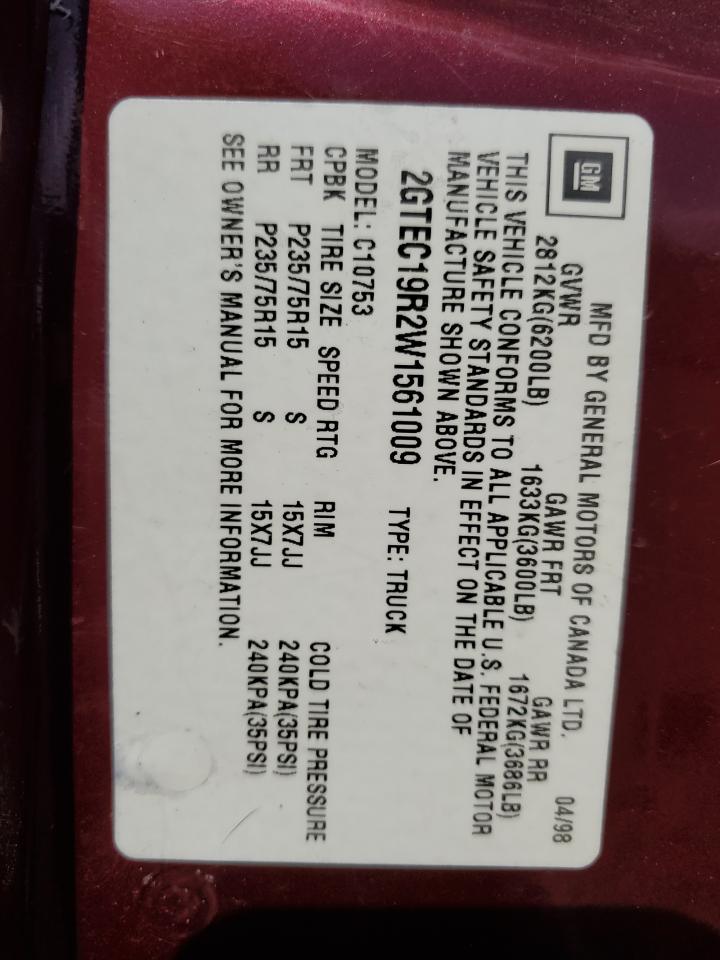 GM
MFD BY GENERAL MOTORS OF CANADA LTD. 04/98
GVWR GAWR FRT GAWR RR
2812KG(6200LB) 1633KG(3600LB) 1672KG(3686LB)
THIS VEHICLE CONFORMS TO ALL APPLICABLE U.S. FEDERAL MOTOR
VEHICLE SAFETY STANDARDS IN EFFECT ON THE DATE OF
MANUFACTURE SHOWN ABOVE.
2GTEC19R2W1561009 TYPE: TRUCK
MODEL: C10753
CPBK TIRE SIZE SPEED RTG RIM COLD TIRE PRESSURE
FRT P235/75R15 S 15X7JJ 240KPA(35PSI)
RR P235/75R15 S 15X7JJ 240KPA(35PSI)
SEE OWNER'S MANUAL FOR MORE INFORMATION.